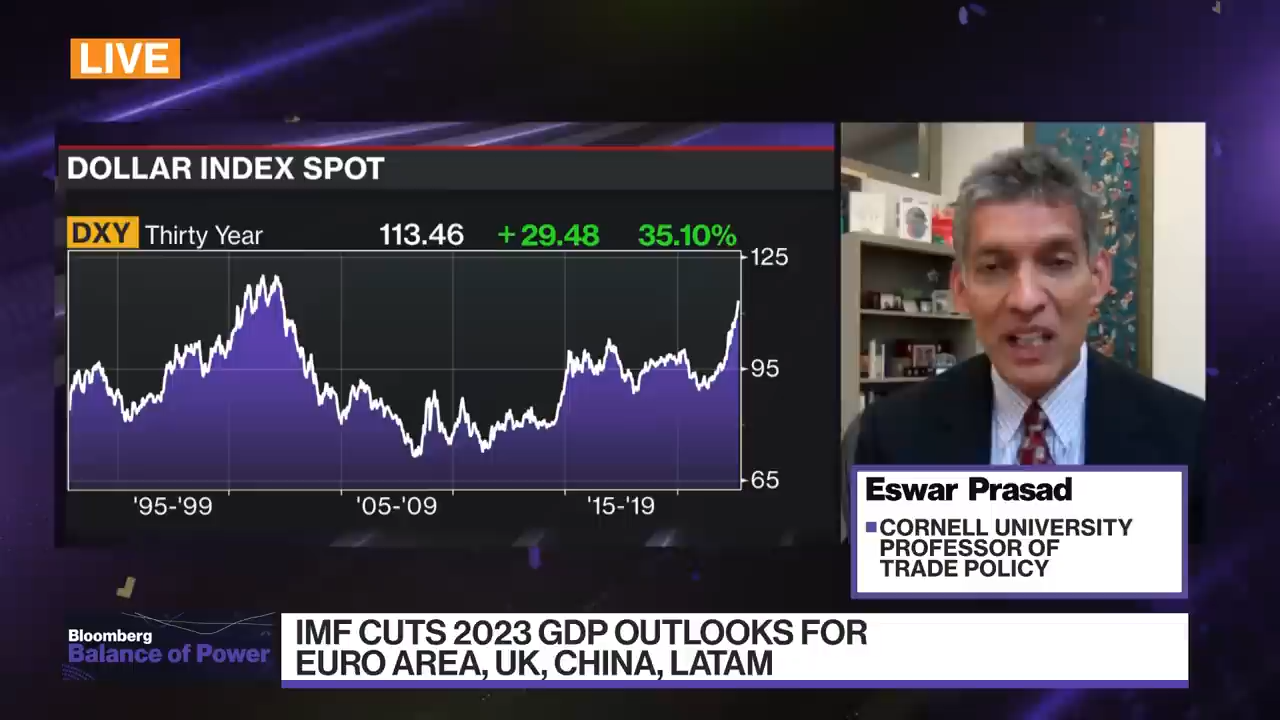 LIVE
DOLLAR INDEX SPOT
DXY Thirty Year 113.46 +29.48 35.10%
125
95
65
'95-'99 '05-'09 '15-'19
Eswar Prasad
CORNELL UNIVERSITY
PROFESSOR OF
TRADE POLICY
Bloomberg
Balance of Power
IMF CUTS 2023 GDP OUTLOOKS FOR
EURO AREA, UK, CHINA, LATAM